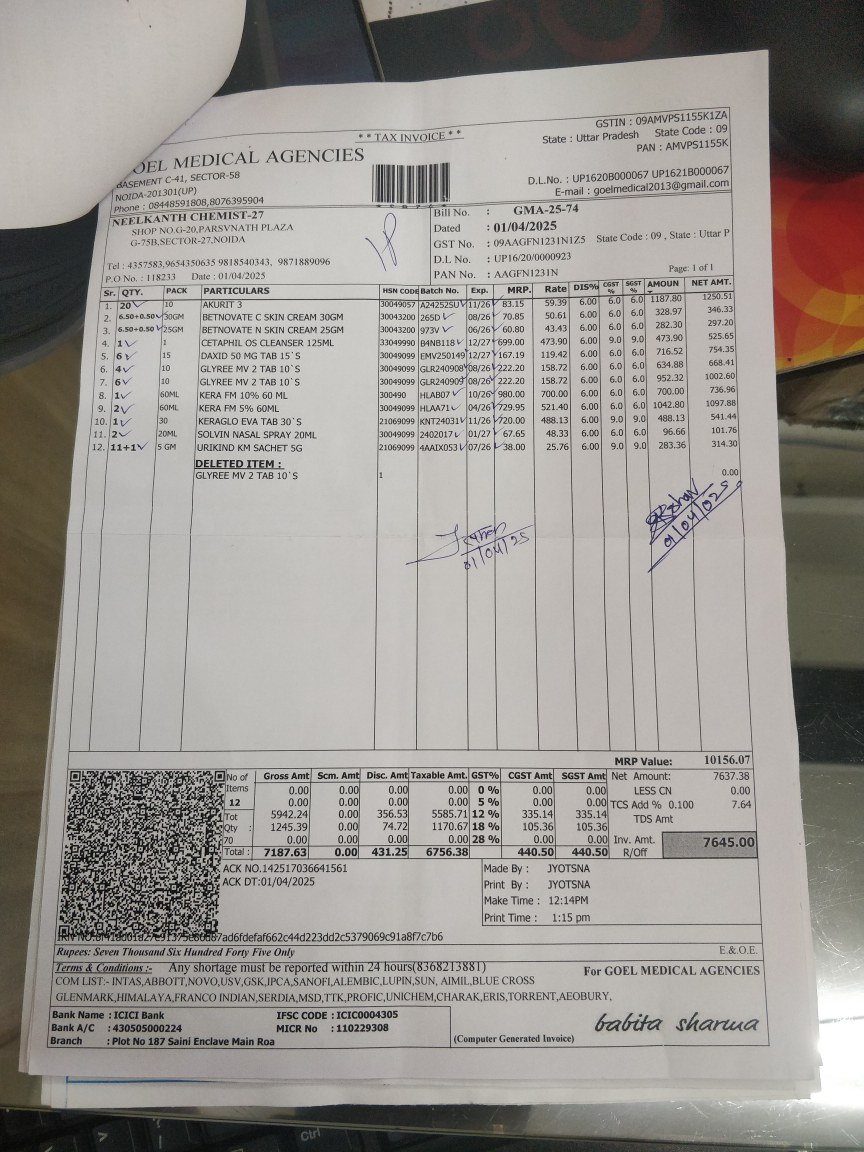 ** TAX INVOICE **
GSTIN : 09AMVPS1155K1ZA
State : Uttar Pradesh State Code : 09
PAN : AMVPS1155K
D.L.No. : UP1620B000067 UP1621B000067
E-mail : goelmedical2013@gmail.com
OEL MEDICAL AGENCIES
BASEMENT C-41, SECTOR-58
NOIDA-201301(UP)
Phone : 08448591808,8076395904
NEELKANTH CHEMIST-27
SHOP NO.G-20,PARSVNATH PLAZA
G-75B,SECTOR-27,NOIDA
Tel : 4357583,9654350635 9818540343, 9871889096
P.O No. : 118233 Date : 01/04/2025
Bill No. : GMA-25-74
Dated : 01/04/2025
GST No. : 09AAGFN1231N1Z5 State Code : 09 , State : Uttar P
D.L No. : UP16/20/0000923
PAN No. : AAGFN1231N
Page: 1 of 1
Sr. QTY. PACK PARTICULARS HSN CODE Batch No. Exp. MRP. Rate DIS% CGST % SGST % AMOUN NET AMT.
1. 20 10 AKURIT 3 30049057 A242525U 11/26 83.15 59.39 6.00 6.0 6.0 1187.80 1250.51
2. 6.50+0.50 30GM BETNOVATE C SKIN CREAM 30GM 30043200 265D 08/26 70.85 50.61 6.00 6.0 6.0 328.97 346.33
3. 6.50+0.50 25GM BETNOVATE N SKIN CREAM 25GM 30043200 973V 06/26 60.80 43.43 6.00 6.0 6.0 282.30 297.20
4. 1 1 CETAPHIL OS CLEANSER 125ML 33049990 B4NB118 12/27 699.00 473.90 6.00 9.0 9.0 473.90 525.65
5. 6 15 DAXID 50 MG TAB 15`S 30049099 EMV250149 12/27 167.19 119.42 6.00 6.0 6.0 716.52 754.35
6. 4 10 GLYREE MV 2 TAB 10`S 30049099 GLR240908 08/26 222.20 158.72 6.00 6.0 6.0 634.88 668.41
7. 6 10 GLYREE MV 2 TAB 10`S 30049099 GLR240909 08/26 222.20 158.72 6.00 6.0 6.0 952.32 1002.60
8. 1 60ML KERA FM 10% 60 ML 300490 HLAB07 10/26 980.00 700.00 6.00 6.0 6.0 700.00 736.96
9. 2 60ML KERA FM 5% 60ML 30049099 HLAA71 04/26 729.95 521.40 6.00 6.0 6.0 1042.80 1097.88
10. 1 30 KERAGLO EVA TAB 30`S 21069099 KNT24031 11/26 720.00 488.13 6.00 9.0 9.0 488.13 541.44
11. 2 20ML SOLVIN NASAL SPRAY 20ML 30049099 2402017 01/27 67.65 48.33 6.00 6.0 6.0 96.66 101.76
12. 11+1 5 GM URIKIND KM SACHET 5G 21069099 4AAIX053 07/26 38.00 25.76 6.00 9.0 9.0 283.36 314.30
DELETED ITEM :
GLYREE MV 2 TAB 10`S 1 0.00
01/04/25
01/04/025
MRP Value: 10156.07
No of Items 12 Gross Amt Scm. Amt Disc. Amt Taxable Amt. GST% CGST Amt SGST Amt
0.00 0.00 0.00 0.00 0 % 0.00 0.00
0.00 0.00 0.00 0.00 5 % 0.00 0.00
Tot 5942.24 0.00 356.53 5585.71 12 % 335.14 335.14
Qty : 1245.39 0.00 74.72 1170.67 18 % 105.36 105.36
70 0.00 0.00 0.00 0.00 28 % 0.00 0.00
Total : 7187.63 0.00 431.25 6756.38 440.50 440.50
Net Amount: 7637.38
LESS CN 0.00
TCS Add % 0.100 7.64
TDS Amt
Inv. Amt. R/Off 7645.00
ACK NO.142517036641561
ACK DT:01/04/2025
Made By : JYOTSNA
Print By : JYOTSNA
Make Time : 12:14PM
Print Time : 1:15 pm
Rupees: Seven Thousand Six Hundred Forty Five Only
E.& O.E.
Terms & Conditions :- Any shortage must be reported within 24 hours(8368213881)
COM LIST:- INTAS,ABBOTT,NOVO,USV,GSK,IPCA,SANOFI,ALEMBIC,LUPIN,SUN, AIMIL,BLUE CROSS
GLENMARK,HIMALAYA,FRANCO INDIAN,SERDIA,MSD,TTK,PROFIC,UNICHEM,CHARAK,ERIS,TORRENT,AEOBURY,
For GOEL MEDICAL AGENCIES
Bank Name : ICICI Bank IFSC CODE : ICIC0004305
Bank A/C : 430505000224 MICR No : 110229308
Branch : Plot No 187 Saini Enclave Main Roa
(Computer Generated Invoice)
babita sharma
Ctrl